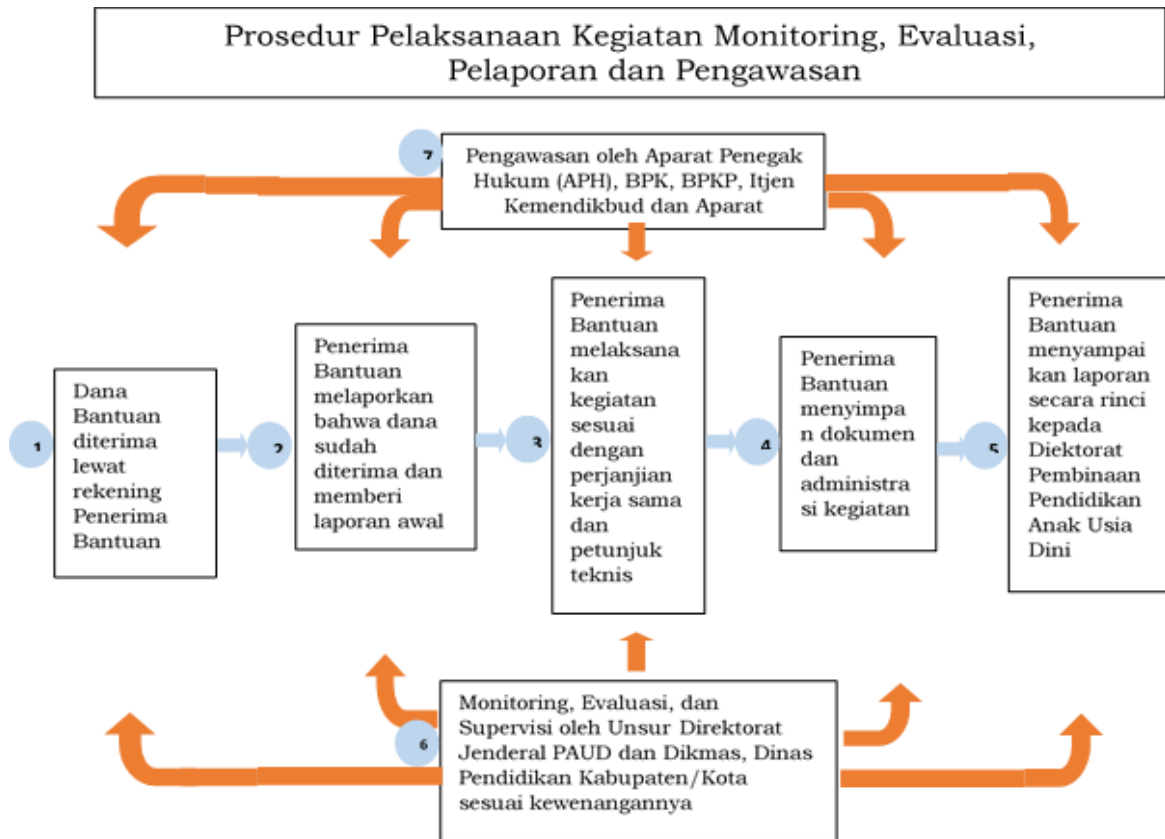 Prosedur Pelaksanaan Kegiatan Monitoring, Evaluasi,
Pelaporan dan Pengawasan
7
Pengawasan oleh Aparat Penegak
Hukum (APH), BPK, BPKP, Itjen
Kemendikbud dan Aparat
1
Dana
Bantuan
diterima
lewat
rekening
Penerima
Bantuan
2
Penerima
Bantuan
melaporkan
bahwa dana
sudah
diterima dan
memberi
laporan awal
3
Penerima
Bantuan
melaksana
kan
kegiatan
sesuai
dengan
perjanjian
kerja sama
dan
petunjuk
teknis
4
Penerima
Bantuan
menyimpa
n dokumen
dan
administra
si kegiatan
5
Penerima
Bantuan
menyampai
kan laporan
secara rinci
kepada
Diektorat
Pembinaan
Pendidikan
Anak Usia
Dini
6
Monitoring, Evaluasi, dan
Supervisi oleh Unsur Direktorat
Jenderal PAUD dan Dikmas, Dinas
Pendidikan Kabupaten/Kota
sesuai kewenangannya